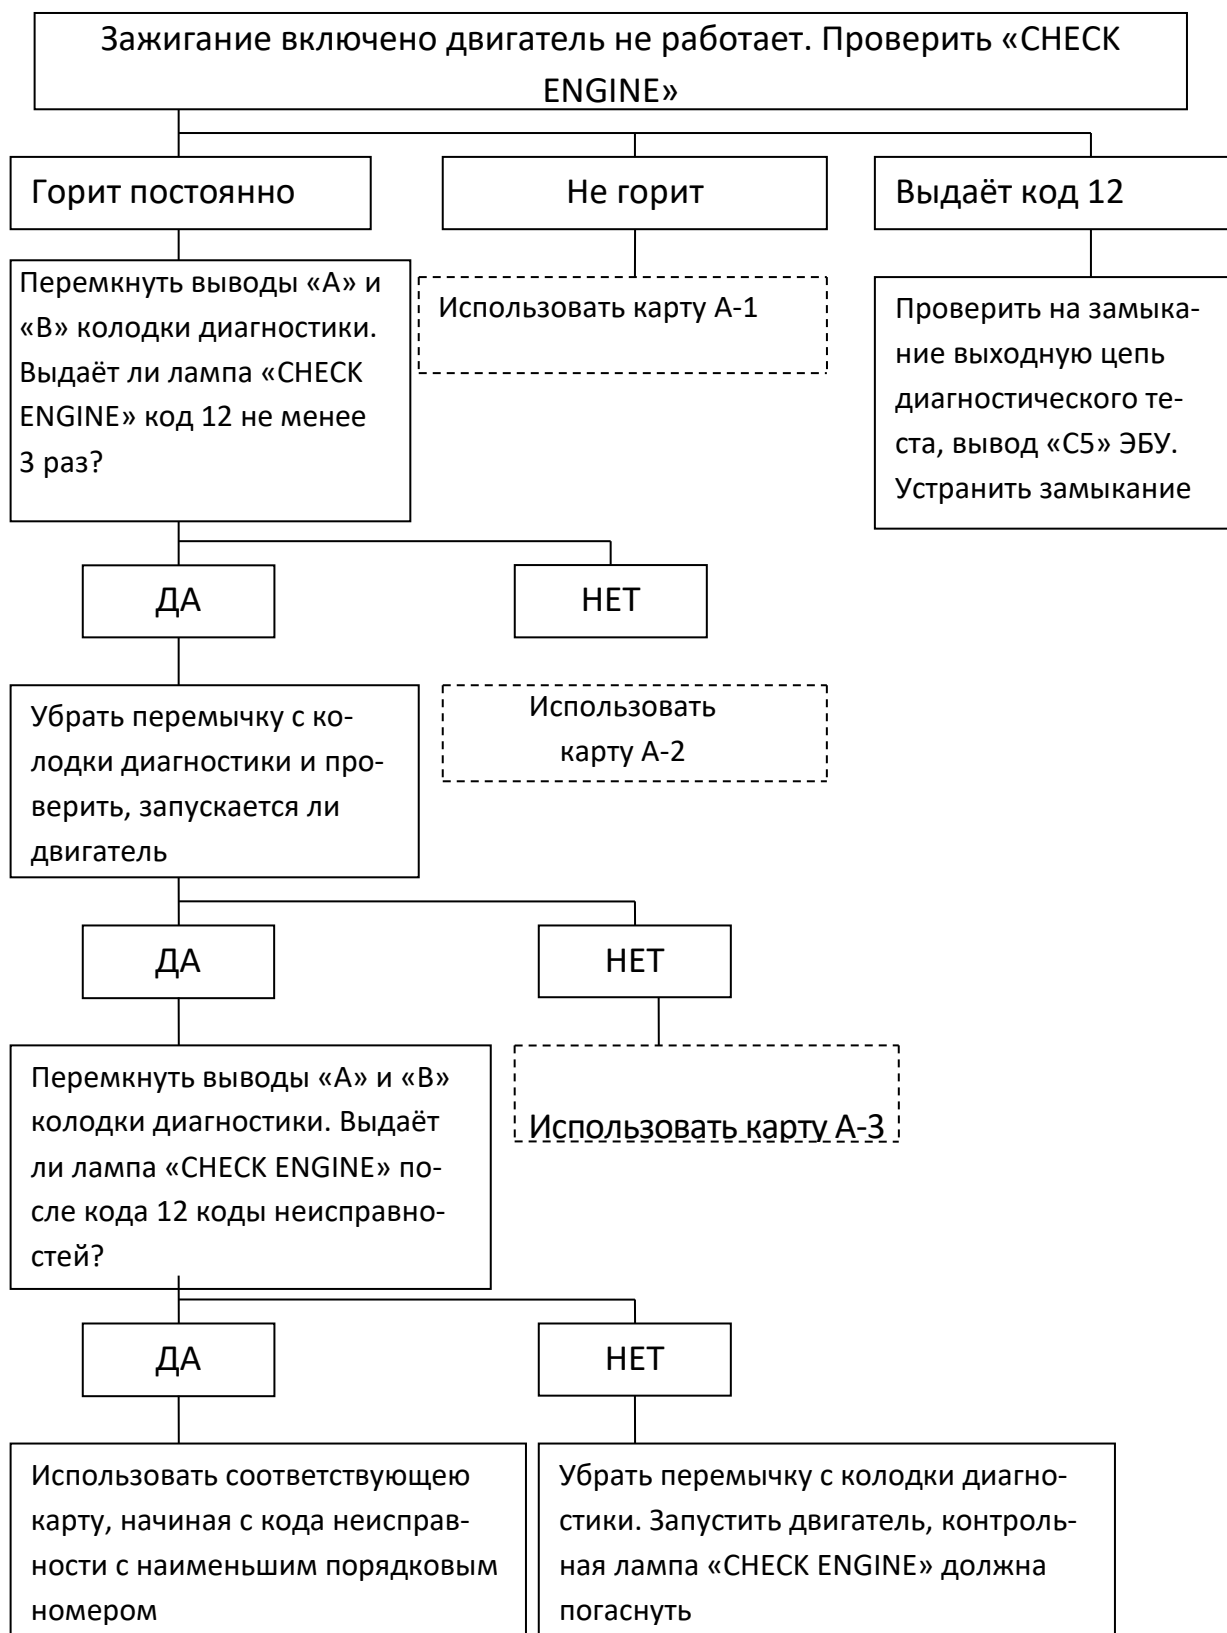 Зажигание включено двигатель не работает. Проверить «CHECK
ENGINE»
Горит постоянно
Не горит
Выдаёт код 12
Перемкнуть выводы «А» и
«В» колодки диагностики.
Выдаёт ли лампа «CHECK
ENGINE» код 12 не менее
3 раз?
Использовать карту А-1
Проверить на замыка-
ние выходную цепь
диагностического те-
ста, вывод «С5» ЭБУ.
Устранить замыкание
ДА
НЕТ
Убрать перемычку с ко-
лодки диагностики и про-
верить, запускается ли
двигатель
Использовать
карту А-2
ДА
НЕТ
Перемкнуть выводы «А» и «В»
колодки диагностики. Выдаёт
ли лампа «CHECK ENGINE» по-
сле кода 12 коды неисправно-
стей?
Использовать карту А-3
ДА
НЕТ
Использовать соответствующею
карту, начиная с кода неисправ-
ности с наименьшим порядковым
номером
Убрать перемычку с колодки диагно-
стики. Запустить двигатель, контроль-
ная лампа «CHECK ENGINE» должна
погаснуть